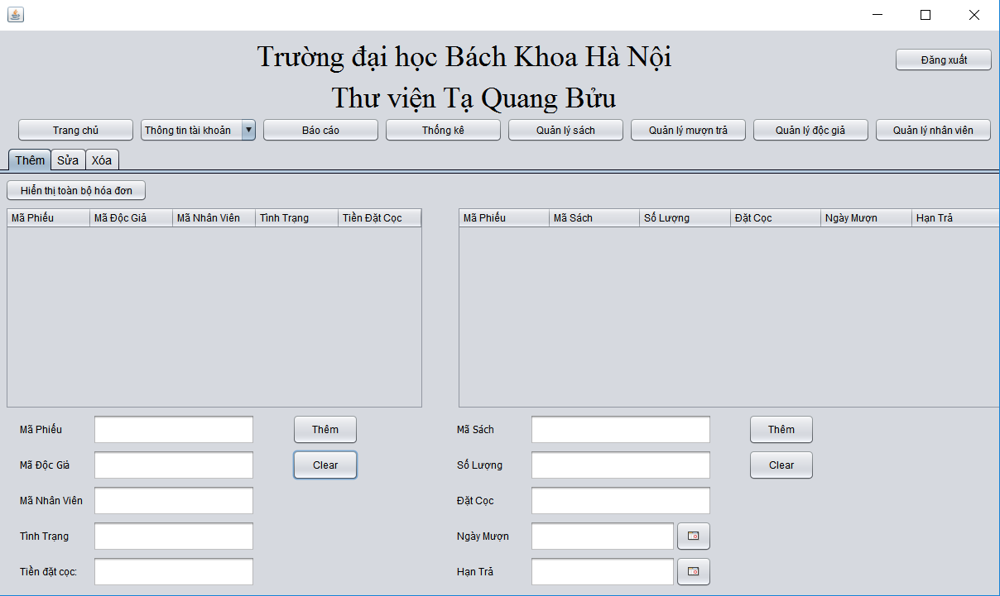 Trường đại học Bách Khoa Hà Nội
Đăng xuất
Thư viện Tạ Quang Bửu
Trang chủ Thông tin tài khoản Báo cáo Thống kê Quản lý sách Quản lý mượn trả Quản lý độc giả Quản lý nhân viên
Thêm Sửa Xóa
Hiển thị toàn bộ hóa đơn
Mã Phiếu Mã Độc Giả Mã Nhân Viên Tình Trạng Tiền Đặt Cọc
Mã Phiếu Mã Sách Số Lượng Đặt Cọc Ngày Mượn Hạn Trả
Mã Phiếu Thêm
Mã Độc Giả Clear
Mã Nhân Viên
Tình Trạng
Tiền đặt cọc:
Mã Sách Thêm
Số Lượng Clear
Đặt Cọc
Ngày Mượn
Hạn Trả